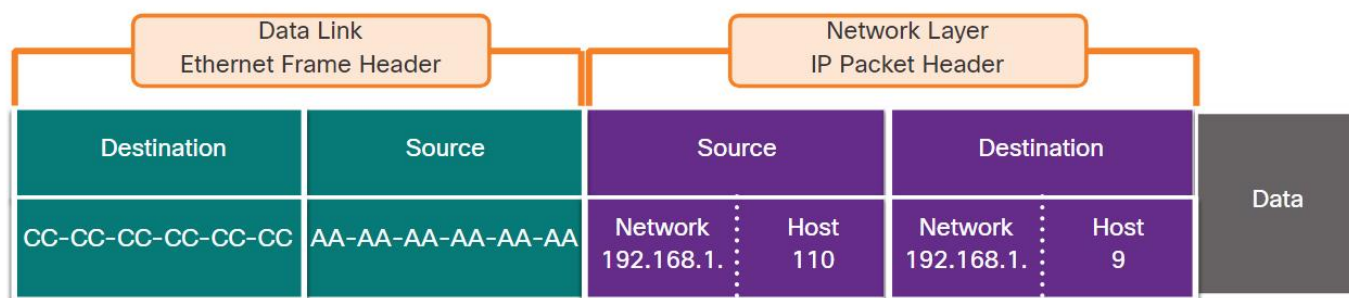 Data Link
Ethernet Frame Header
Network Layer
IP Packet Header
Destination
Source
Source
Destination
Data
CC-CC-CC-CC-CC-CC
AA-AA-AA-AA-AA-AA
Network
192.168.1.
Host
110
Network
192.168.1.
Host
9